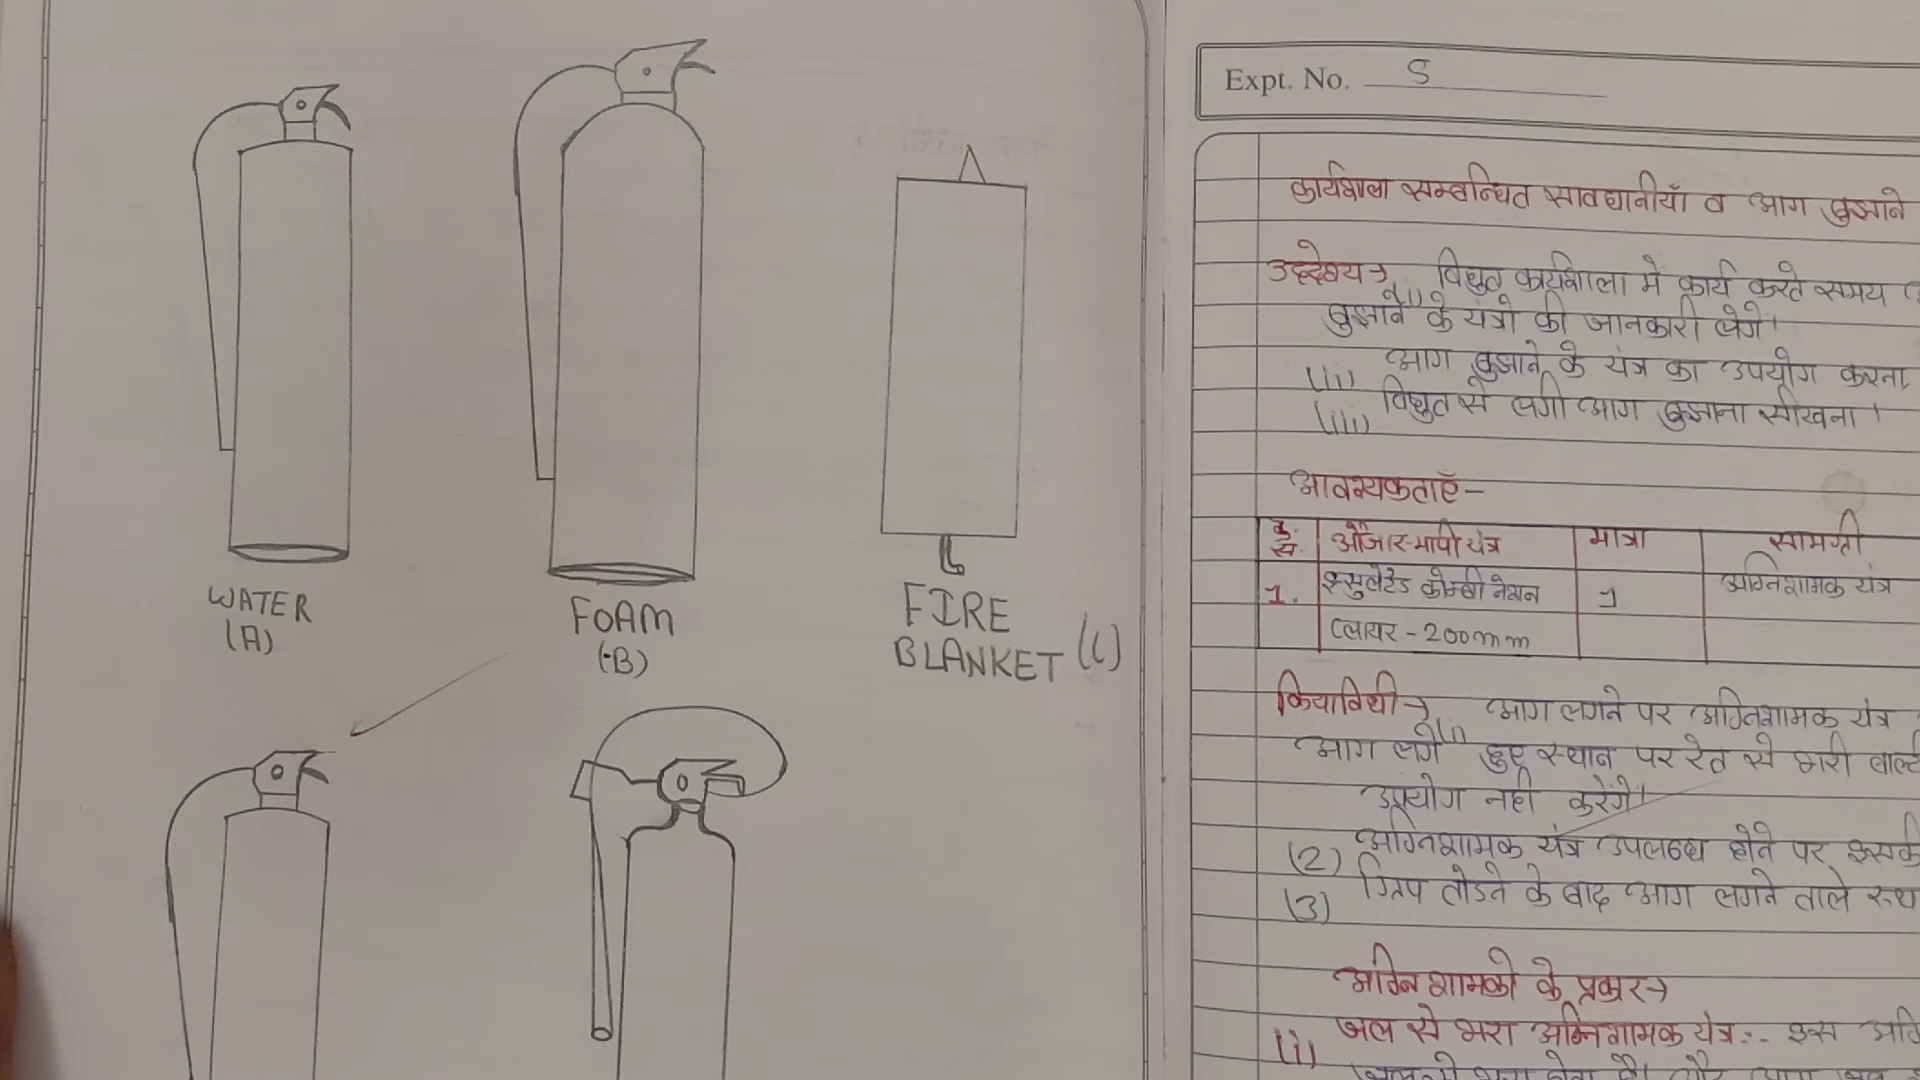 WATER
(A)
FOAM
(B)
FIRE
BLANKET (C)
Expt. No. 5
कार्यशाला सम्बन्धित सावधानीयाँ व आग बुझाने
उद्देश्य→ (i) विधुत कार्यशाला में कार्य करते समय
बुझाने के यंत्रो की जानकारी लेगें।
(ii) आग बुझाने के यंत्र का उपयोग करना
(iii) विधुत से लगी आग बुझाना सीखना।
आवश्यकताएँ-
क्र. सं. औजार-मापी यंत्र मात्रा सामग्री
1. इन्सुलेटेड कोम्बीनेशन 1 अग्निशामक यंत्र
प्लायर - 200mm
क्रियाविधी→ (1) आग लगने पर अग्निशामक यंत्र
आग लगे हुए स्थान पर रेत से भरी बाल्टी
उपयोग नही करेंगे।
(2) अग्निशामक यंत्र उपलब्ध होने पर इसकी
(3) ग्रिप तोडने के बाद आग लगने वाले स्थ
अग्निशामको के प्रकार→
(i) जल से भरा अग्निशामक यंत्र:- इस अग्नि